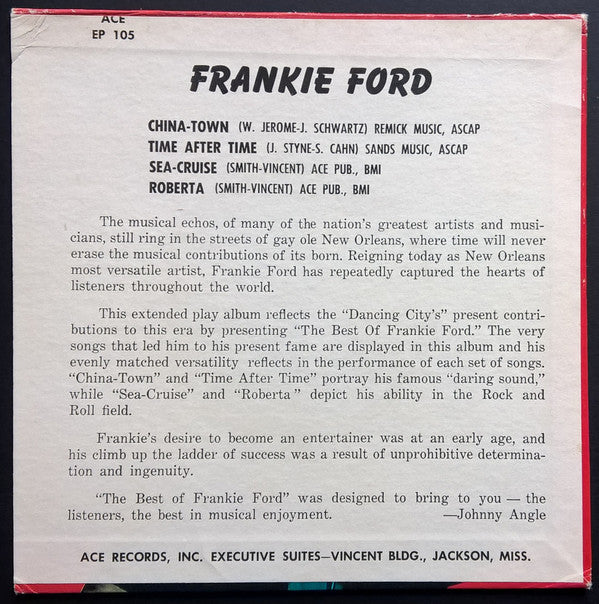 ACE
EP 105
FRANKIE FORD
CHINA-TOWN (W. JEROME-J. SCHWARTZ) REMICK MUSIC, ASCAP
TIME AFTER TIME (J. STYNE-S. CAHN) SANDS MUSIC, ASCAP
SEA-CRUISE (SMITH-VINCENT) ACE PUB., BMI
ROBERTA (SMITH-VINCENT) ACE PUB., BMI
The musical echos, of many of the nation's greatest artists and musi-
cians, still ring in the streets of gay ole New Orleans, where time will never
erase the musical contributions of its born. Reigning today as New Orleans
most versatile artist, Frankie Ford has repeatedly captured the hearts of
listeners throughout the world.
This extended play album reflects the "Dancing City's" present contri-
butions to this era by presenting "The Best Of Frankie Ford." The very
songs that led him to his present fame are displayed in this album and his
evenly matched versatility reflects in the performance of each set of songs.
"China-Town" and "Time After Time" portray his famous "daring sound,"
while "Sea-Cruise" and "Roberta" depict his ability in the Rock and
Roll field.
Frankie's desire to become an entertainer was at an early age, and
his climb up the ladder of success was a result of unprohibitive determina-
tion and ingenuity.
"The Best of Frankie Ford" was designed to bring to you — the
listeners, the best in musical enjoyment. —Johnny Angle
ACE RECORDS, INC. EXECUTIVE SUITES—VINCENT BLDG., JACKSON, MISS.